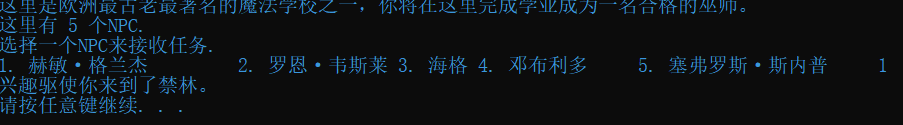 这里是欧洲最古老最著名的魔法学校之一，你将在这里完成学业成为一名合格的巫师。
这里有 5 个NPC.
选择一个NPC来接收任务.
1. 赫敏·格兰杰 2. 罗恩·韦斯莱 3. 海格 4. 邓布利多 5. 塞弗罗斯·斯内普 1
兴趣驱使你来到了禁林。
请按任意键继续. . .